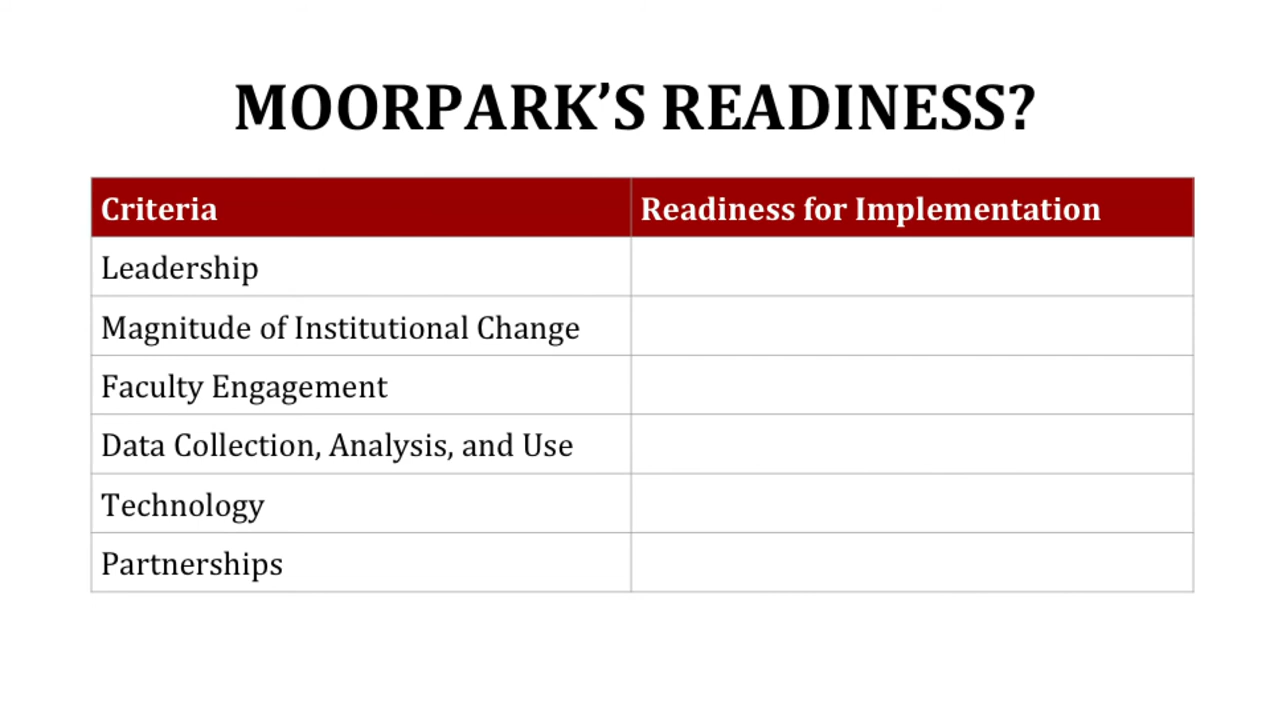 MOORPARK’S READINESS?
Criteria Readiness for Implementation
Leadership
Magnitude of Institutional Change
Faculty Engagement
Data Collection, Analysis, and Use
Technology
Partnerships